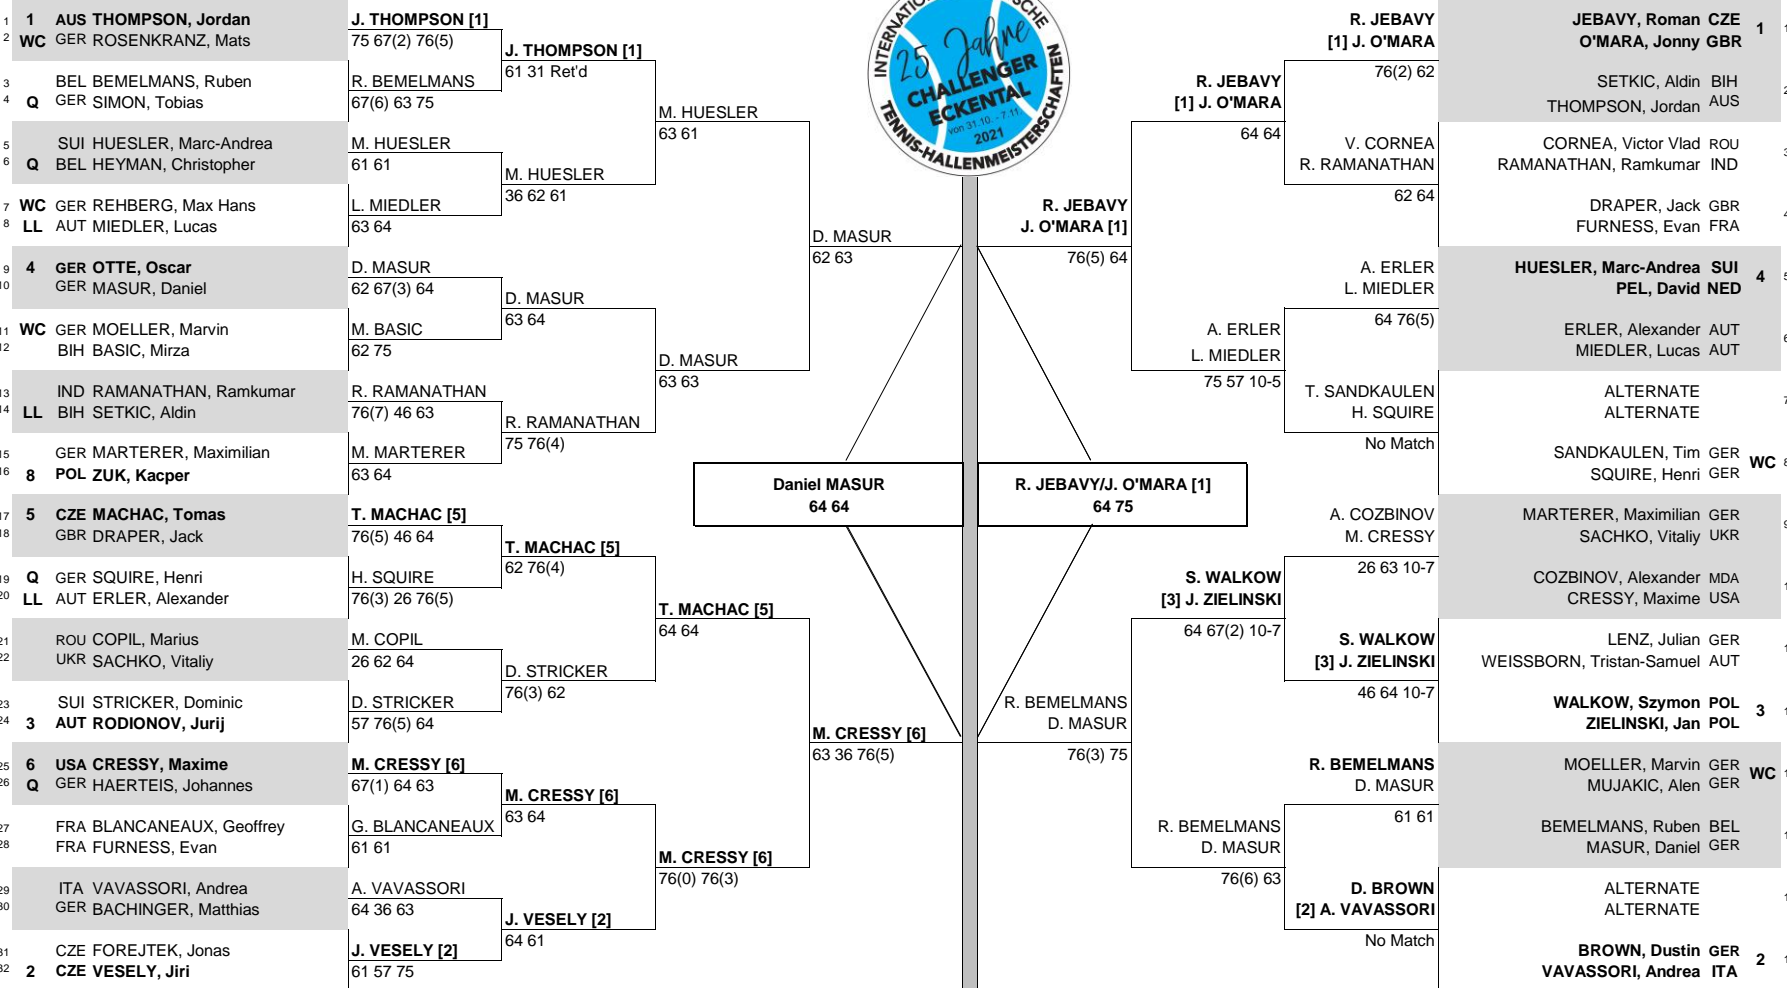 1 1 AUS THOMPSON, Jordan
2 WC GER ROSENKRANZ, Mats
3 BEL BEMELMANS, Ruben
4 Q GER SIMON, Tobias
5 SUI HUESLER, Marc-Andrea
6 Q BEL HEYMAN, Christopher
7 WC GER REHBERG, Max Hans
8 LL AUT MIEDLER, Lucas
9 4 GER OTTE, Oscar
10 GER MASUR, Daniel
11 WC GER MOELLER, Marvin
12 BIH BASIC, Mirza
13 IND RAMANATHAN, Ramkumar
14 LL BIH SETKIC, Aldin
15 GER MARTERER, Maximilian
16 8 POL ZUK, Kacper
17 5 CZE MACHAC, Tomas
18 GBR DRAPER, Jack
19 Q GER SQUIRE, Henri
20 LL AUT ERLER, Alexander
21 ROU COPIL, Marius
22 UKR SACHKO, Vitaliy
23 SUI STRICKER, Dominic
24 3 AUT RODIONOV, Jurij
25 6 USA CRESSY, Maxime
26 Q GER HAERTEIS, Johannes
27 FRA BLANCANEAUX, Geoffrey
28 FRA FURNESS, Evan
29 ITA VAVASSORI, Andrea
30 GER BACHINGER, Matthias
31 CZE FOREJTEK, Jonas
32 2 CZE VESELY, Jiri
J. THOMPSON [1]
75 67(2) 76(5)
R. BEMELMANS
67(6) 63 75
M. HUESLER
61 61
L. MIEDLER
63 64
D. MASUR
62 67(3) 64
M. BASIC
62 75
R. RAMANATHAN
76(7) 46 63
M. MARTERER
63 64
T. MACHAC [5]
76(5) 46 64
H. SQUIRE
76(3) 26 76(5)
M. COPIL
26 62 64
D. STRICKER
57 76(5) 64
M. CRESSY [6]
67(1) 64 63
G. BLANCANEAUX
61 61
A. VAVASSORI
64 36 63
J. VESELY [2]
61 57 75
J. THOMPSON [1]
61 31 Ret'd
M. HUESLER
36 62 61
D. MASUR
63 64
R. RAMANATHAN
75 76(4)
T. MACHAC [5]
62 76(4)
D. STRICKER
76(3) 62
M. CRESSY [6]
63 64
J. VESELY [2]
64 61
M. HUESLER
63 61
D. MASUR
63 63
T. MACHAC [5]
64 64
M. CRESSY [6]
76(0) 76(3)
D. MASUR
62 63
M. CRESSY [6]
63 36 76(5)
Daniel MASUR
64 64
25 Jahre
CHALLENGER
ECKENTAL
von 31.10. - 7.11.
2021
TENNIS-HALLENMEISTERSCHAFTEN
R. JEBAVY/J. O'MARA [1]
64 75
R. JEBAVY
J. O'MARA [1]
76(5) 64
R. BEMELMANS
D. MASUR
76(3) 75
R. JEBAVY
[1] J. O'MARA
64 64
A. ERLER
L. MIEDLER
75 57 10-5
S. WALKOW
[3] J. ZIELINSKI
64 67(2) 10-7
R. BEMELMANS
D. MASUR
76(6) 63
R. JEBAVY
[1] J. O'MARA
76(2) 62
V. CORNEA
R. RAMANATHAN
62 64
A. ERLER
L. MIEDLER
64 76(5)
T. SANDKAULEN
H. SQUIRE
No Match
A. COZBINOV
M. CRESSY
26 63 10-7
S. WALKOW
[3] J. ZIELINSKI
46 64 10-7
R. BEMELMANS
D. MASUR
61 61
D. BROWN
[2] A. VAVASSORI
No Match
JEBAVY, Roman CZE 1
O'MARA, Jonny GBR
SETKIC, Aldin BIH
THOMPSON, Jordan AUS
CORNEA, Victor Vlad ROU
RAMANATHAN, Ramkumar IND
DRAPER, Jack GBR
FURNESS, Evan FRA
HUESLER, Marc-Andrea SUI 4
PEL, David NED
ERLER, Alexander AUT
MIEDLER, Lucas AUT
ALTERNATE
ALTERNATE
SANDKAULEN, Tim GER WC
SQUIRE, Henri GER
MARTERER, Maximilian GER
SACHKO, Vitaliy UKR
COZBINOV, Alexander MDA
CRESSY, Maxime USA
LENZ, Julian GER
WEISSBORN, Tristan-Samuel AUT
WALKOW, Szymon POL 3
ZIELINSKI, Jan POL
MOELLER, Marvin GER WC
MUJAKIC, Alen GER
BEMELMANS, Ruben BEL
MASUR, Daniel GER
ALTERNATE
ALTERNATE
BROWN, Dustin GER 2
VAVASSORI, Andrea ITA